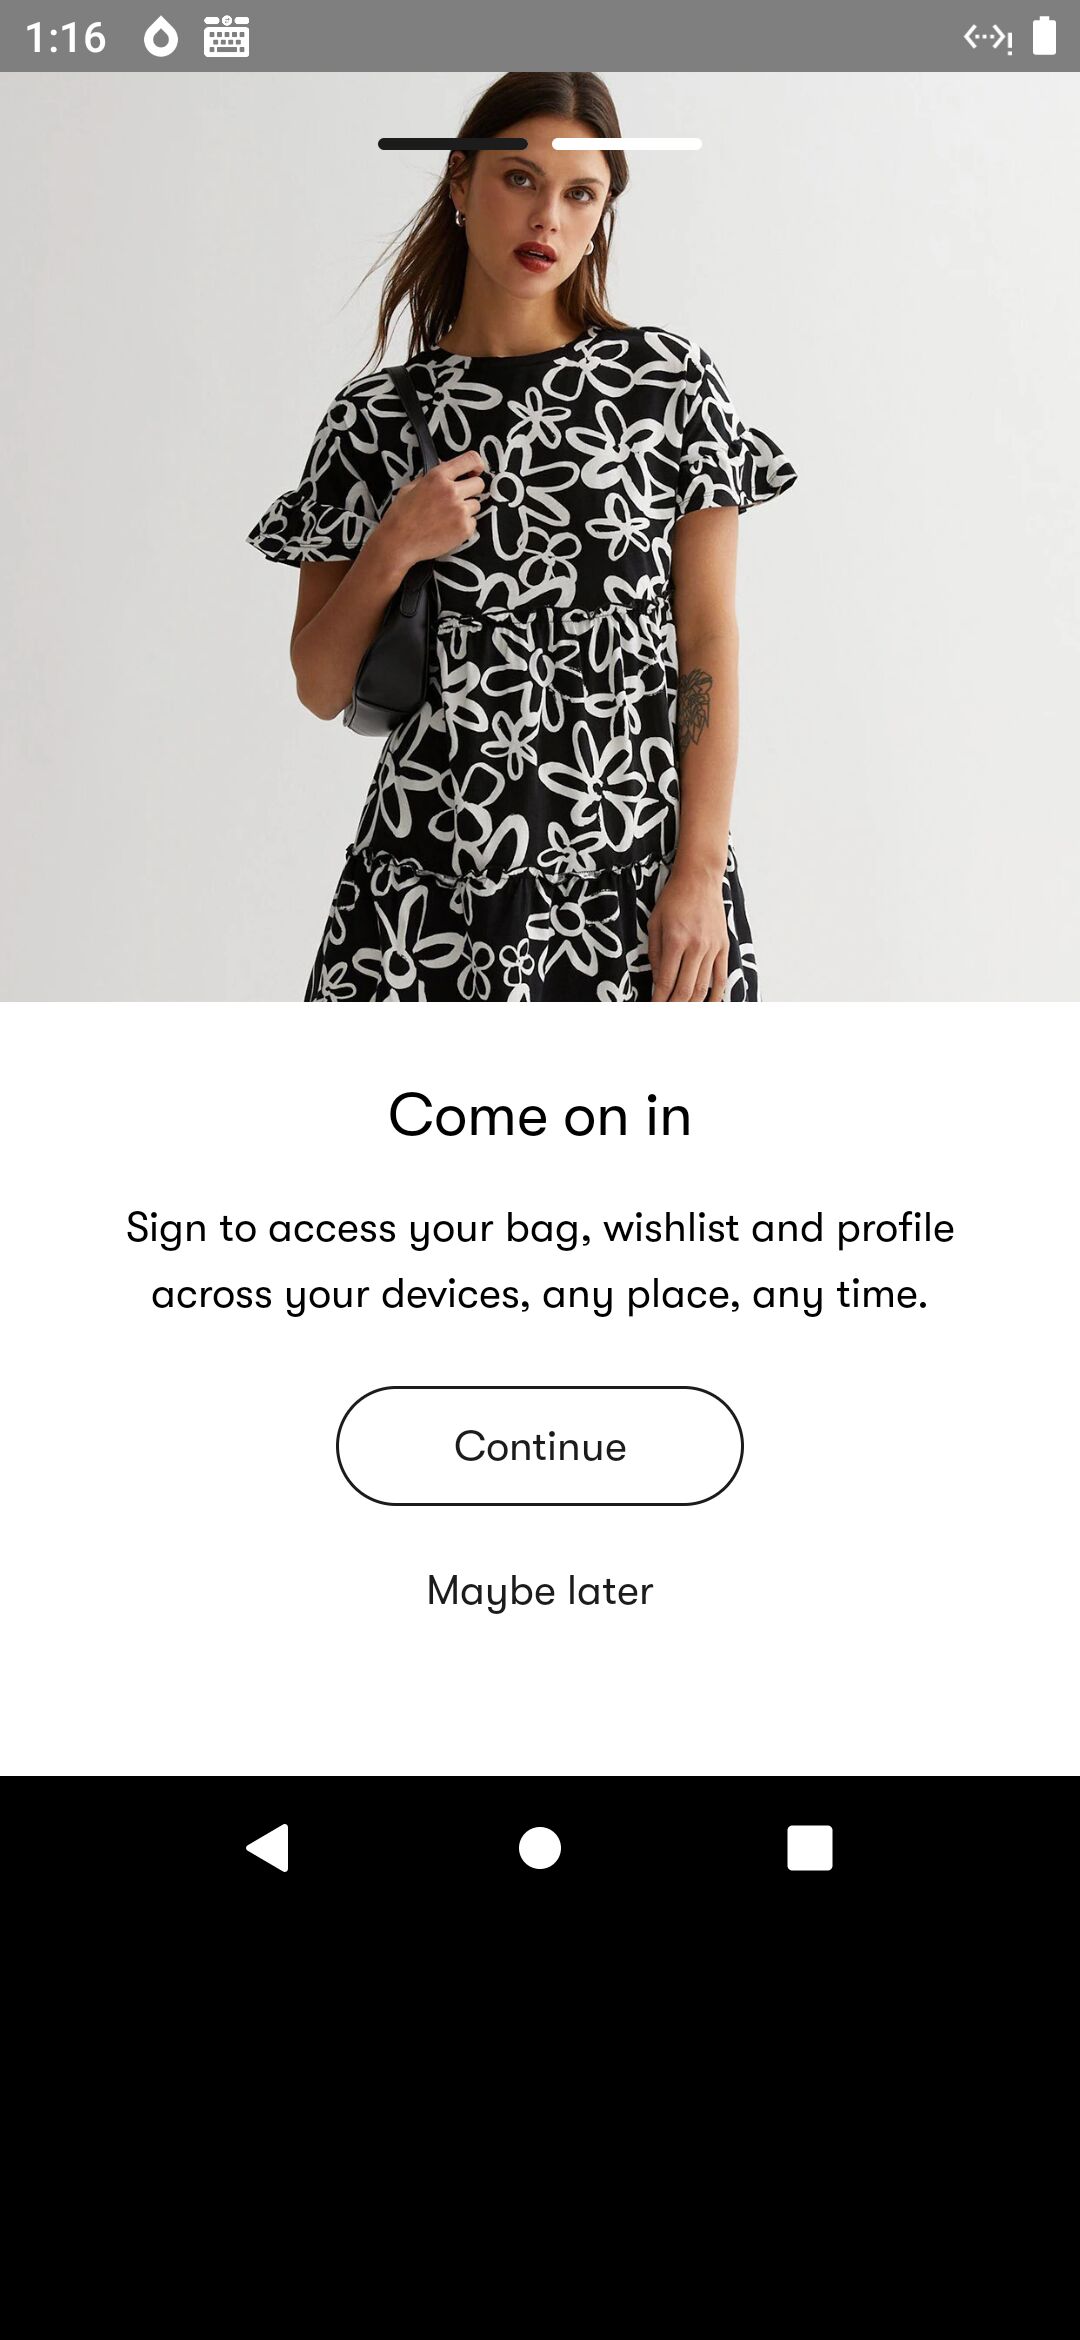 1:16
Come on in
Sign to access your bag, wishlist and profile
across your devices, any place, any time.
Continue
Maybe later